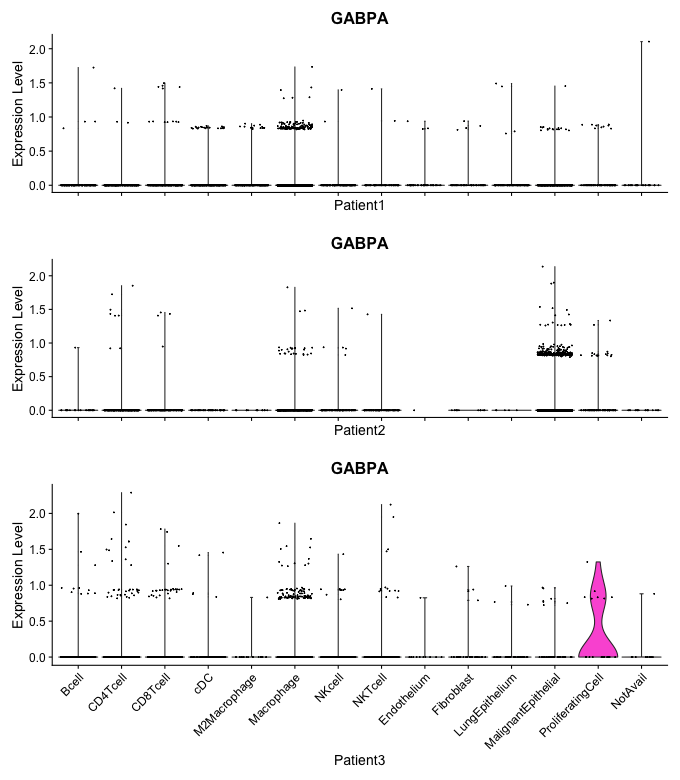 GABPA
Expression Level
2.0
1.5
1.0
0.5
0.0
Patient1
GABPA
Expression Level
2.0
1.5
1.0
0.5
0.0
Patient2
GABPA
Expression Level
2.0
1.5
1.0
0.5
0.0
Bcell
CD4Tcell
CD8Tcell
cDC
M2Macrophage
Macrophage
NKcell
NKTcell
Endothelium
Fibroblast
LungEpithelium
MalignantEpithelial
ProliferatingCell
NotAvail
Patient3